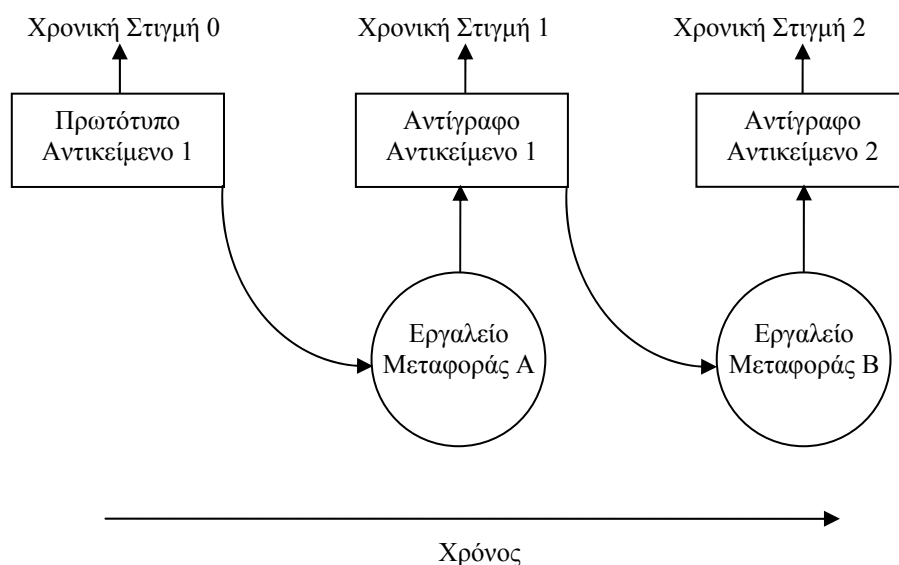 Χρονική Στιγμή 0
Χρονική Στιγμή 1
Χρονική Στιγμή 2
Πρωτότυπο
Αντικείμενο 1
Αντίγραφο
Αντικείμενο 1
Αντίγραφο
Αντικείμενο 2
Εργαλείο
Μεταφοράς Α
Εργαλείο
Μεταφοράς Β
Χρόνος